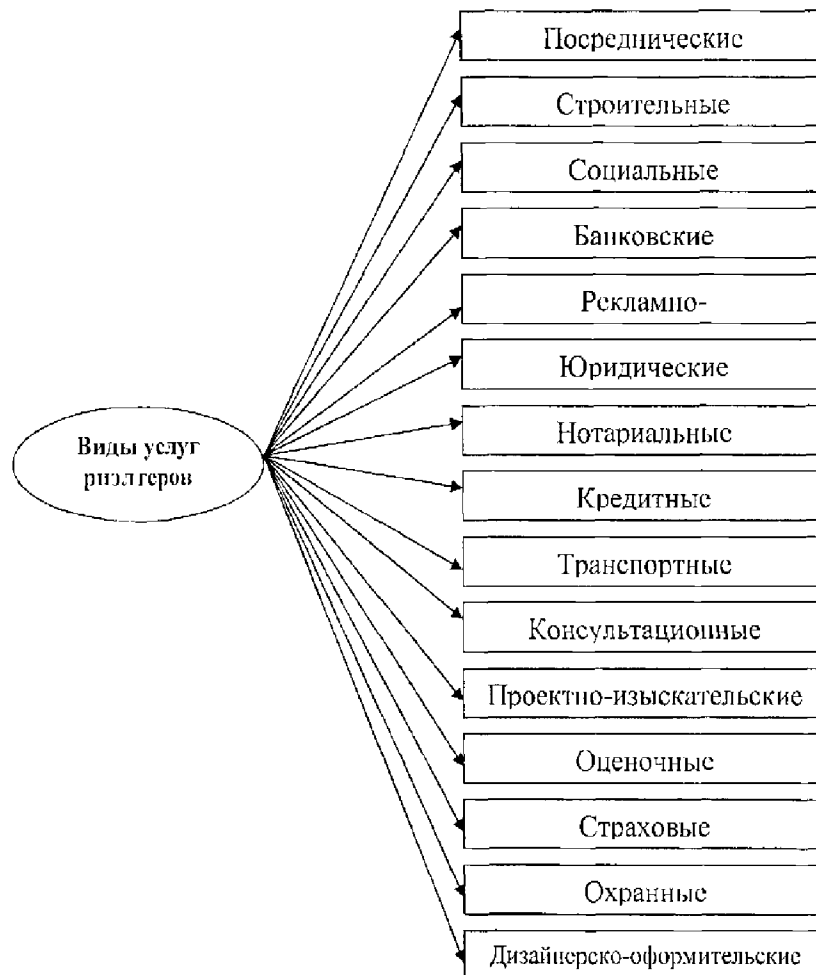 Посреднические
Строительные
Социальные
Банковские
Рекламно-
Юридические
Нотариальные
Виды услуг
риэлтеров
Кредитные
Транспортные
Консультационные
Проектно-изыскательские
Оценочные
Страховые
Охранные
Дизайнерско-оформительские